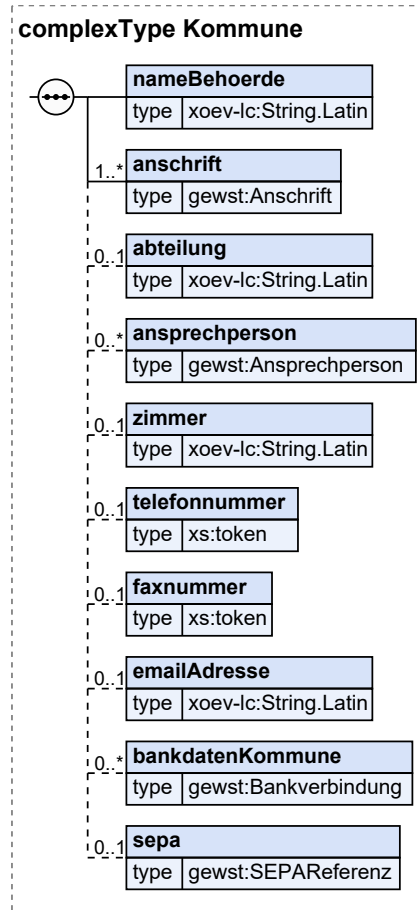 complexType Kommune
nameBehoerde
type xoev-lc:String.Latin
1..* anschrift
type gewst:Anschrift
0..1 abteilung
type xoev-lc:String.Latin
0..* ansprechperson
type gewst:Ansprechperson
0..1 zimmer
type xoev-lc:String.Latin
0..1 telefonnummer
type xs:token
0..1 faxnummer
type xs:token
0..1 emailAdresse
type xoev-lc:String.Latin
0..* bankdatenKommune
type gewst:Bankverbindung
0..1 sepa
type gewst:SEPAReferenz